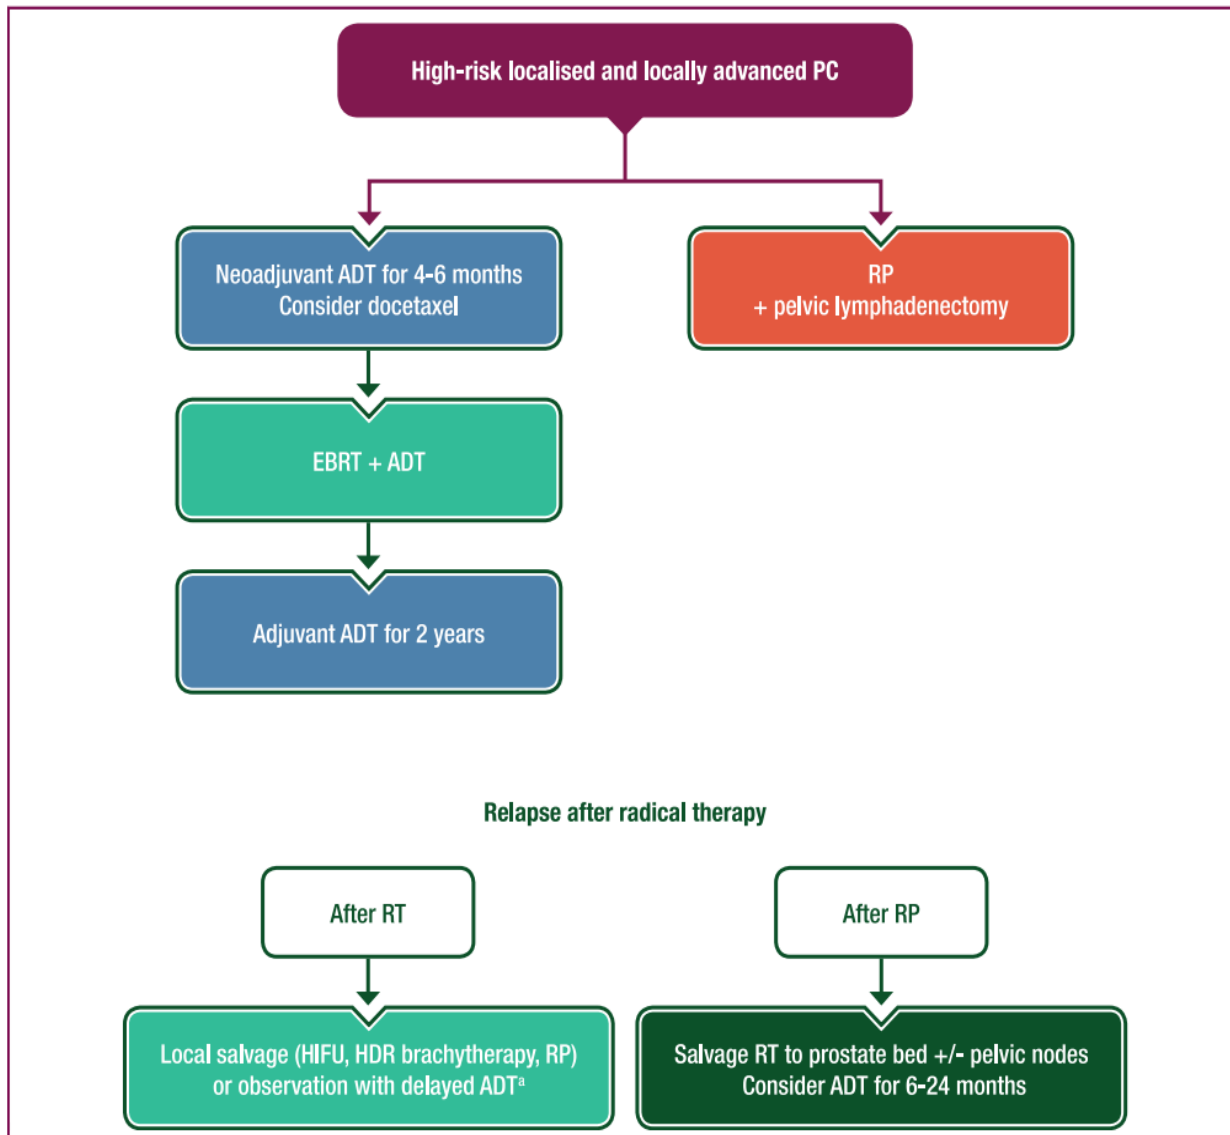 High-risk localised and locally advanced PC
Neoadjuvant ADT for 4-6 months
Consider docetaxel
RP
+ pelvic lymphadenectomy
EBRT + ADT
Adjuvant ADT for 2 years
Relapse after radical therapy
After RT
After RP
Local salvage (HIFU, HDR brachytherapy, RP)
or observation with delayed ADTᵃ
Salvage RT to prostate bed +/- pelvic nodes
Consider ADT for 6-24 months